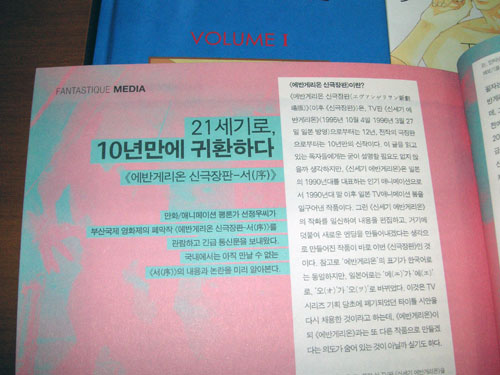 VOLUME 1
FANTASTIQUE MEDIA
21세기로,
10년만에 귀환하다
《에반게리온 신극장판-서(序)》
만화/애니메이션 평론가 선정우씨가
부산국제 영화제의 폐막작 《에반게리온 신극장판-서(序)》를
관람하고 긴급 통신문을 보내왔다.
국내에서는 아직 만날 수 없는
《서(序)》의 내용과 논란을 미리 알아본다.
《에반게리온 신극장판》이란?
《에반게리온 신극장판(ヱヴァンゲリヲン新劇
場版)》(이후 《신극장판》)은, TV판 《신세기 에
반게리온》(1995년 10월 4일 1996년 3월 27
일 일본 방영)으로부터는 12년, 전작의 극장판
으로부터는 10년만의 신작이다. 이 글을 읽고
있는 독자들에게는 굳이 설명할 필요도 없지 않
을까 생각하지만, 《신세기 에반게리온》은 일본
의 1990년대를 대표하는 인기 애니메이션으로
서 1990년대 말 이후 일본 TV애니메이션 붐을
일구어낸 작품이다. 그런 《신세기 에반게리온》
의 작화를 일신하여 내용을 편집하고, 거기에
덧붙여 새로운 엔딩을 만들어내겠다는 생각으
로 만들어진 작품이 바로 이번 《신극장판》인 것
이다. 참고로 '에반게리온'의 표기가 한국어로
는 동일하지만, 일본어로는 '에(エ)'가 '에(ヱ)'
로, '오(オ)'가 '오(ヲ)'로 바뀌었다. 이것은 TV
시리즈 기획 당초에 폐기되었던 타이틀 시안을
다시 채용한 것이라고 하는데, 《에반게리온》이
《에반게리온》과는 또 다른 작품으로 만들겠
다는 의도가 숨어 있는 것이 아닐까 싶기도 하다.